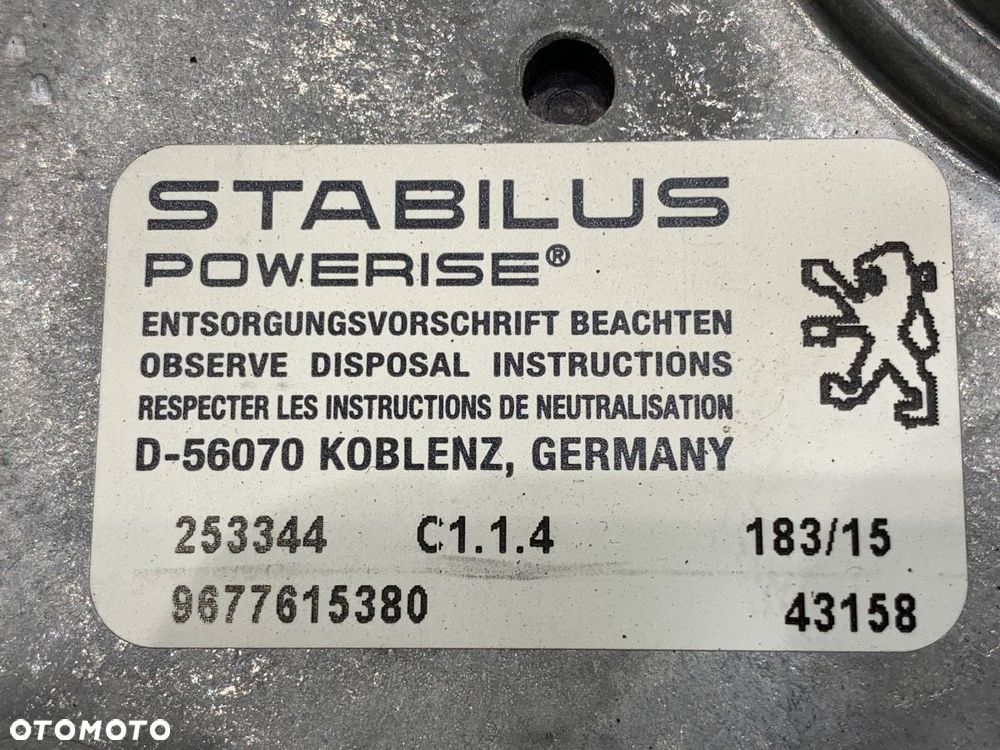 STABILUS
POWERISE®
ENTSORGUNGSVORSCHRIFT BEACHTEN
OBSERVE DISPOSAL INSTRUCTIONS
RESPECTER LES INSTRUCTIONS DE NEUTRALISATION
D-56070 KOBLENZ, GERMANY
253344 C1.1.4 183/15
9677615380 43158
OTOMOTO